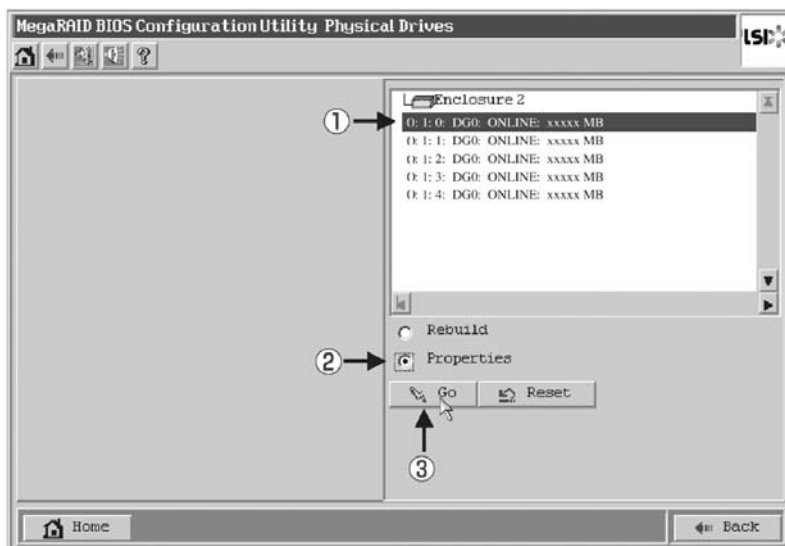 MegaRAID BIOS Configuration Utility Physical Drives
LSI
?
Enclosure 2
① 0: 1: 0: DG0: ONLINE: xxxxx MB
0: 1: 1: DG0: ONLINE: xxxxx MB
0: 1: 2: DG0: ONLINE: xxxxx MB
0: 1: 3: DG0: ONLINE: xxxxx MB
0: 1: 4: DG0: ONLINE: xxxxx MB
Rebuild
② Properties
Go Reset
③
Home Back